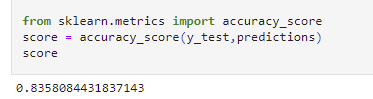 from sklearn.metrics import accuracy_score
score = accuracy_score(y_test,predictions)
score
0.8358084431837143